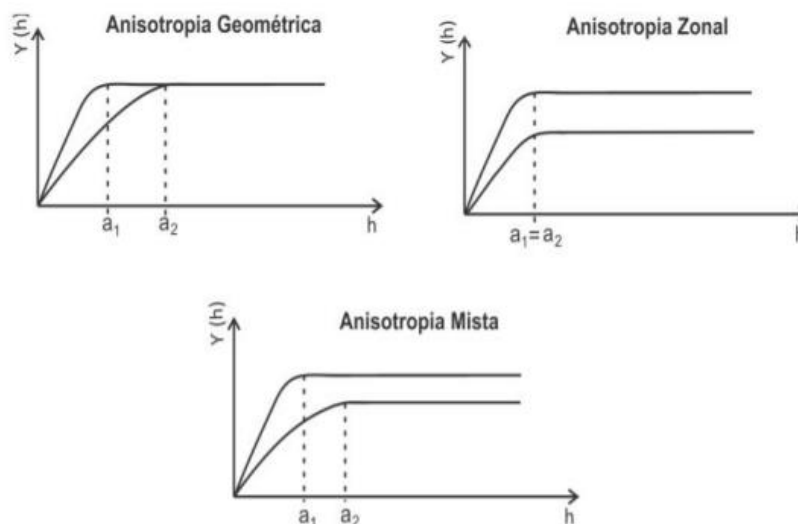 Anisotropia Geométrica
γ (h)
a₁
a₂
h
Anisotropia Zonal
γ (h)
a₁= a₂
h
Anisotropia Mista
γ (h)
a₁
a₂
h